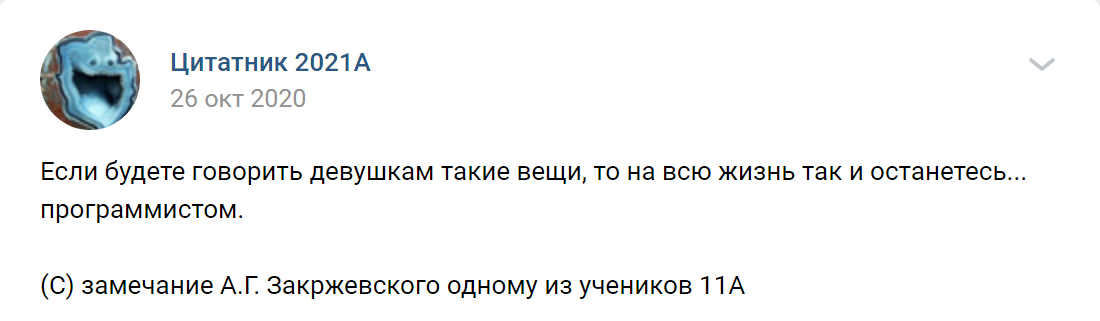 Цитатник 2021А
26 окт 2020
Если будете говорить девушкам такие вещи, то на всю жизнь так и останетесь...
программистом.
(С) замечание А.Г. Закржевского одному из учеников 11А